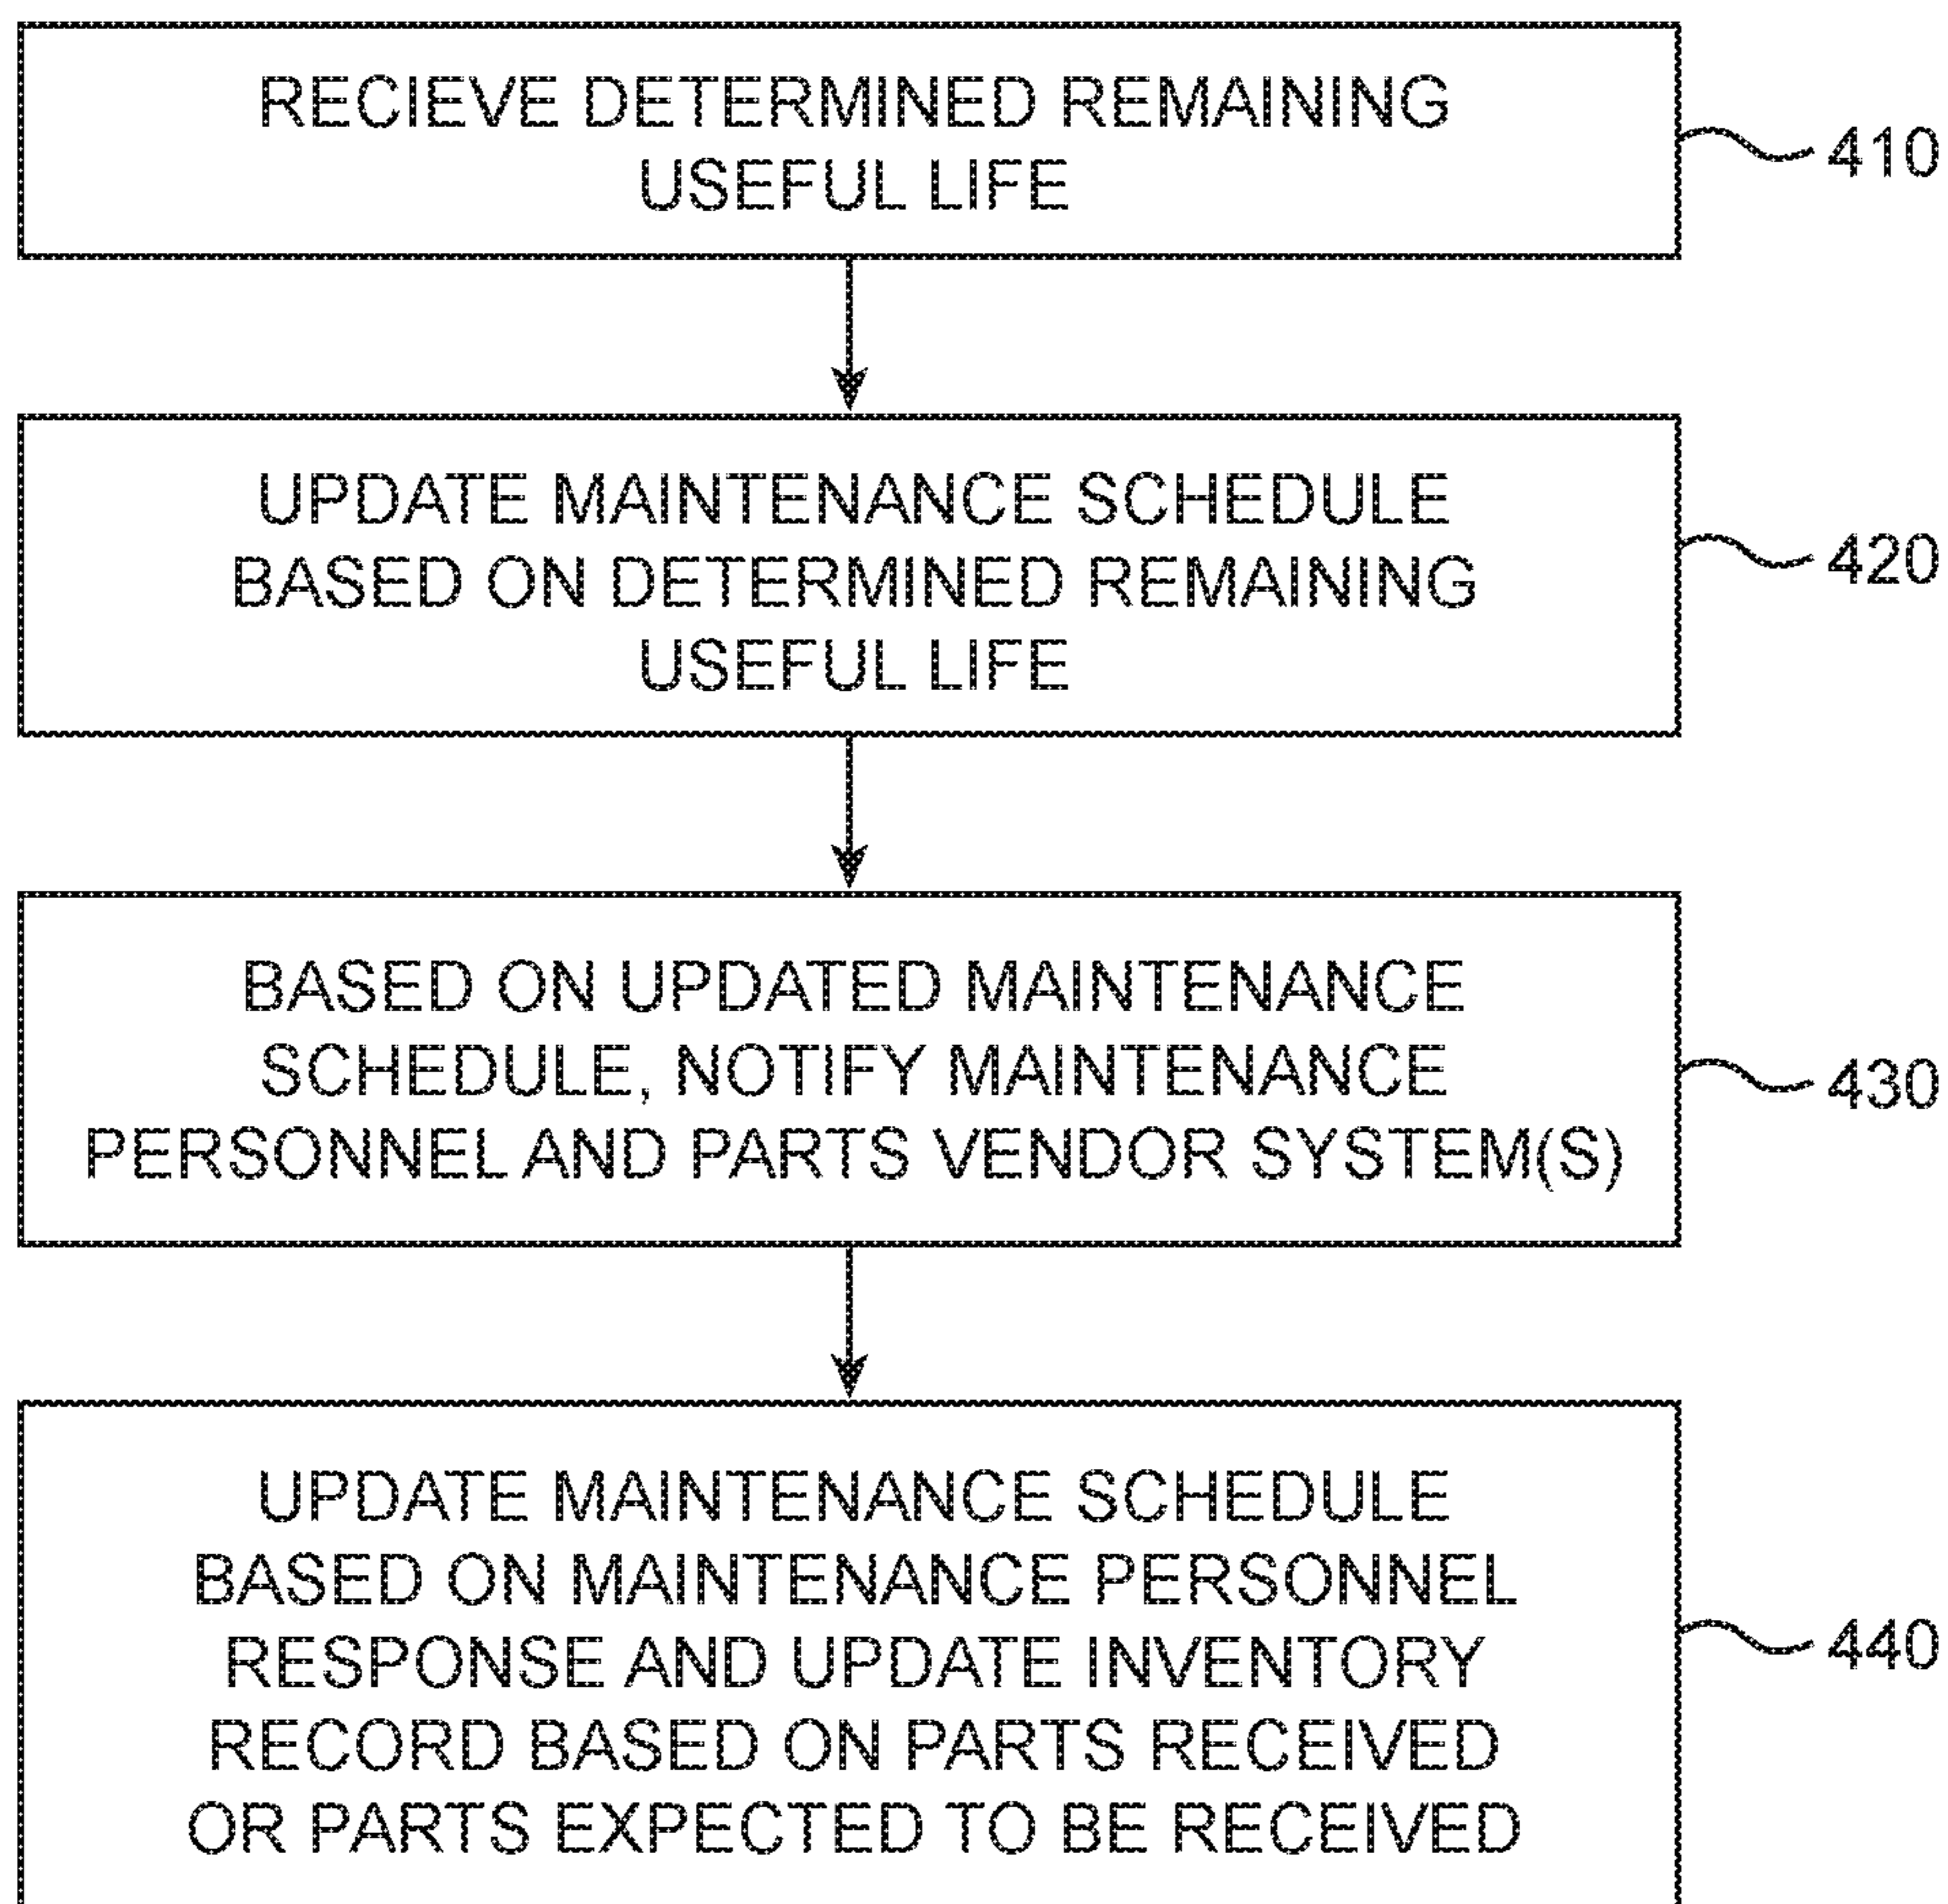 RECIEVE DETERMINED REMAINING
USEFUL LIFE
410
UPDATE MAINTENANCE SCHEDULE
BASED ON DETERMINED REMAINING
USEFUL LIFE
420
BASED ON UPDATED MAINTENANCE
SCHEDULE, NOTIFY MAINTENANCE
PERSONNEL AND PARTS VENDOR SYSTEM(S)
430
UPDATE MAINTENANCE SCHEDULE
BASED ON MAINTENANCE PERSONNEL
RESPONSE AND UPDATE INVENTORY
RECORD BASED ON PARTS RECEIVED
OR PARTS EXPECTED TO BE RECEIVED
440